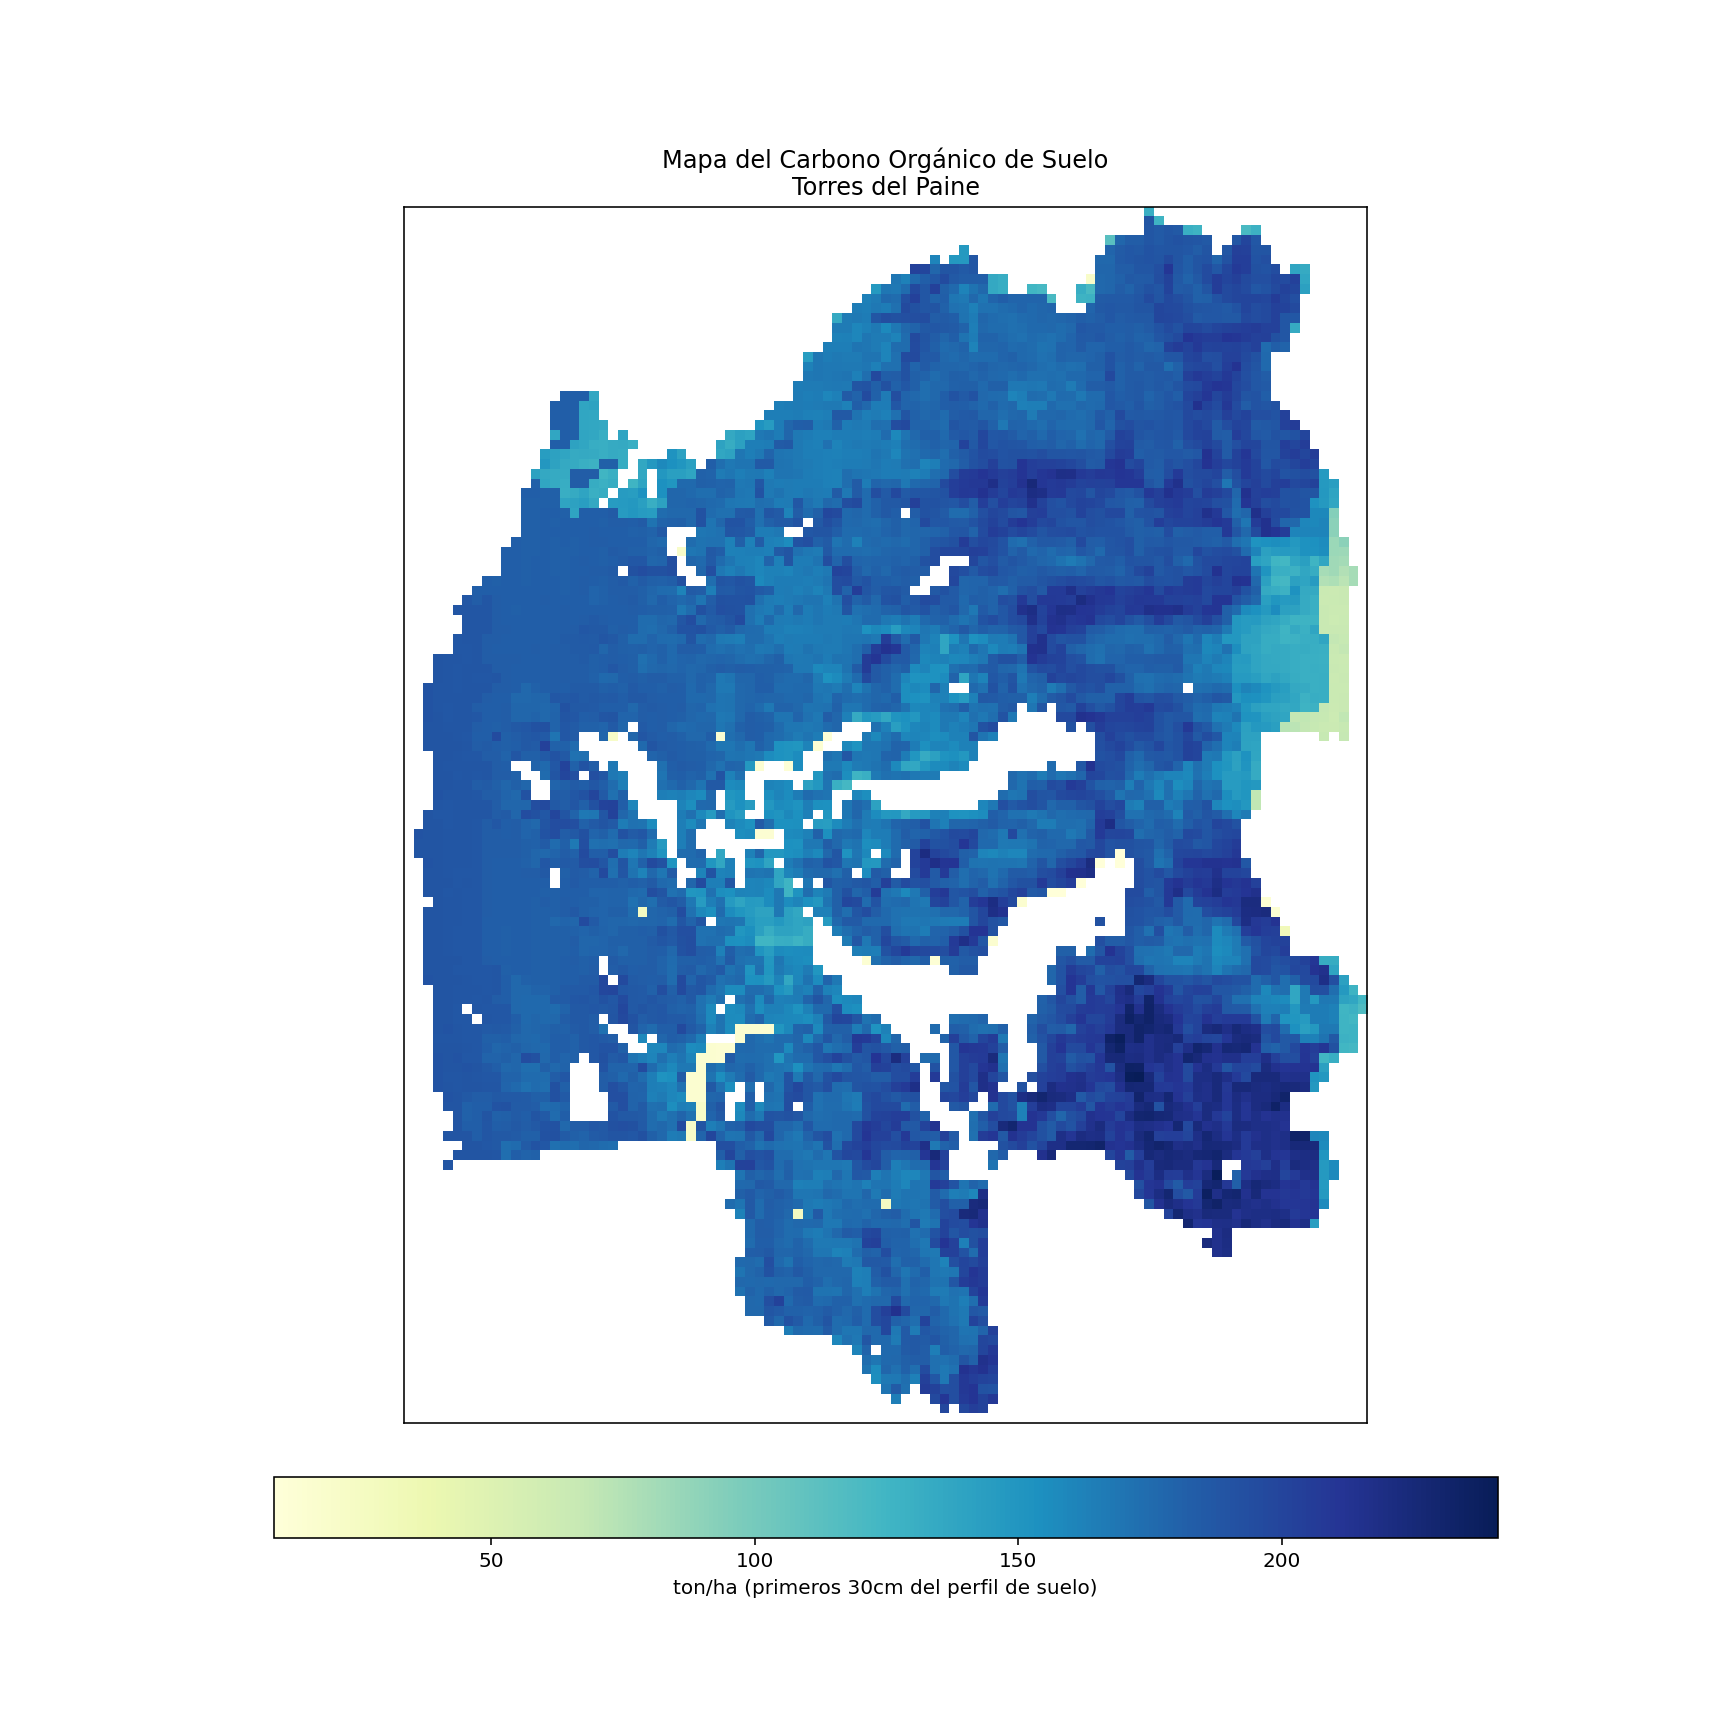 Mapa del Carbono Orgánico de Suelo
Torres del Paine
50 100 150 200
ton/ha (primeros 30cm del perfil de suelo)